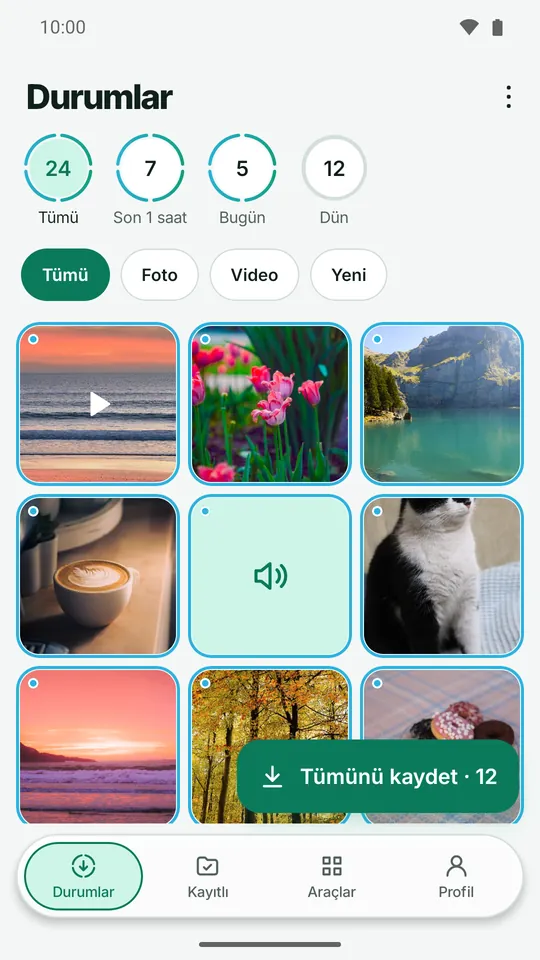 10:00
Durumlar
24
7
5
12
Tümü
Son 1 saat
Bugün
Dün
Tümü
Foto
Video
Yeni
Tümünü kaydet · 12
Durumlar
Kayıtlı
Araçlar
Profil